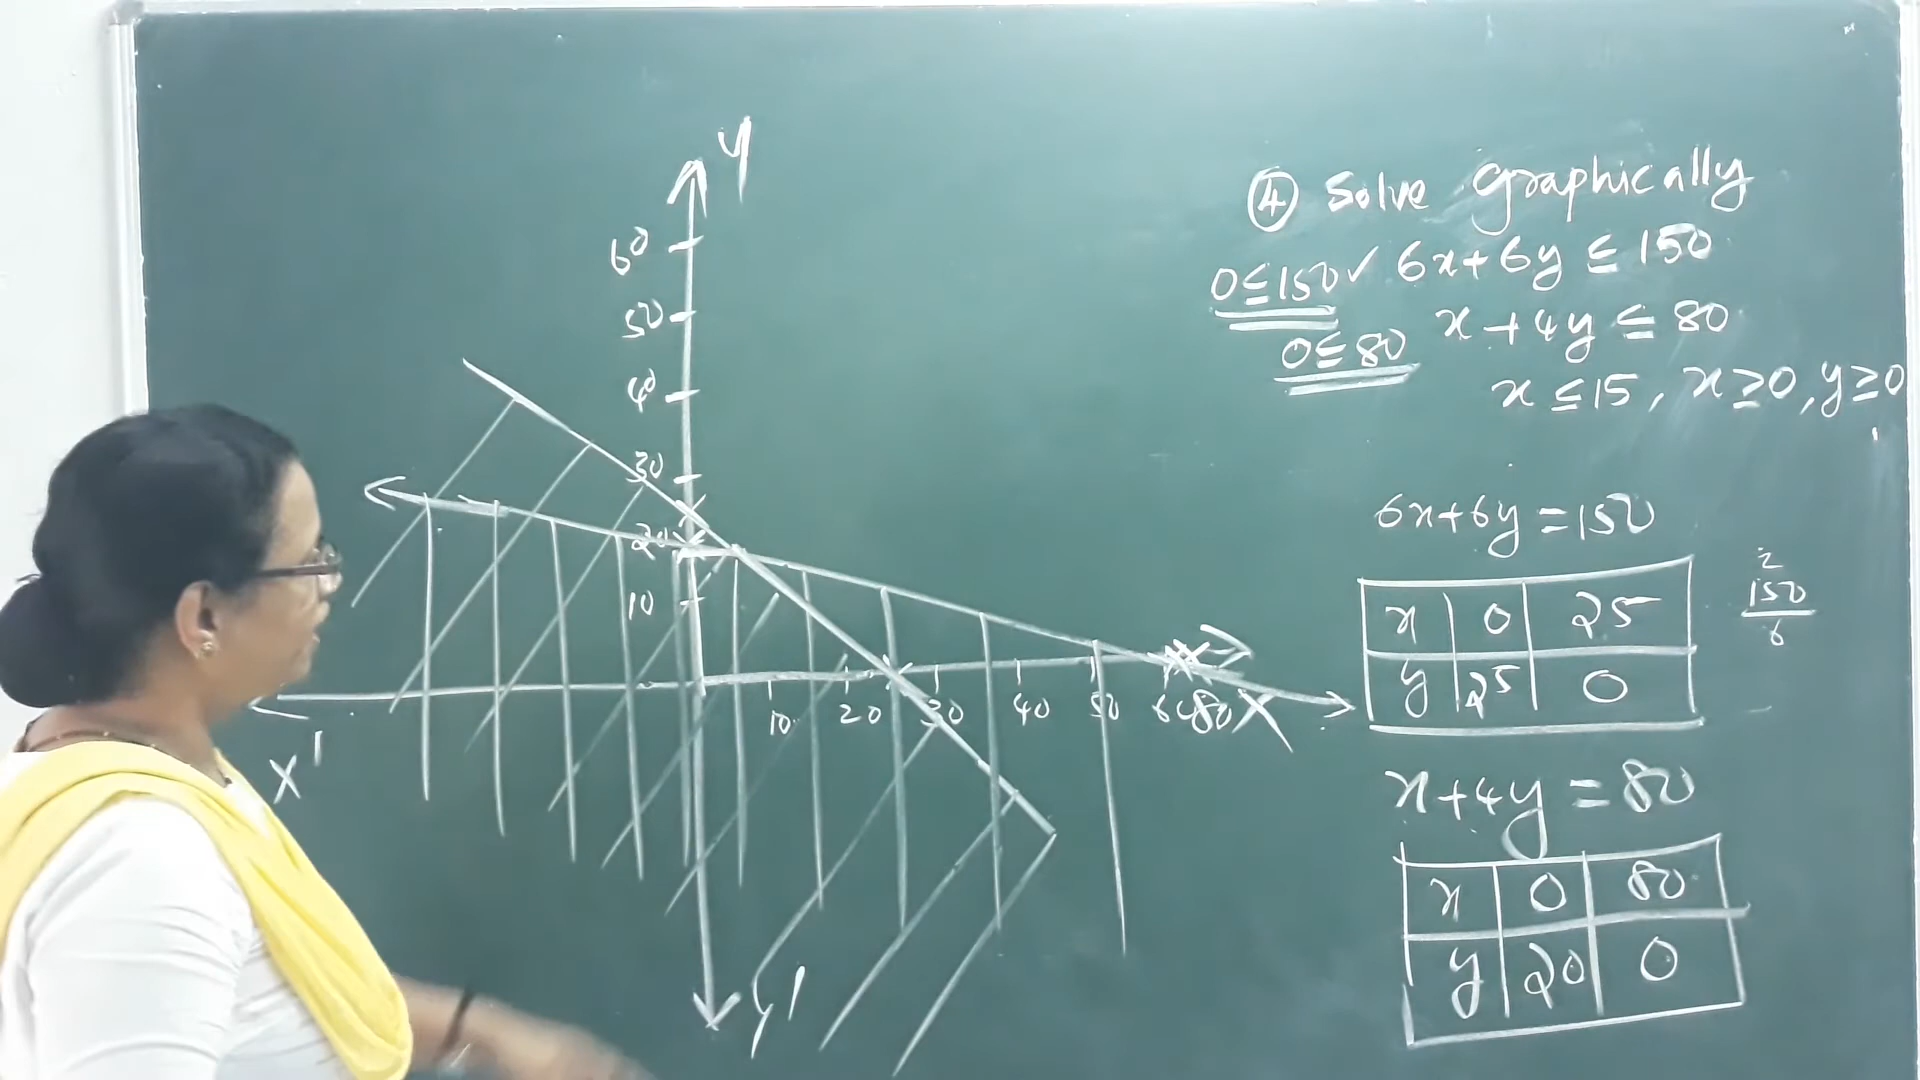 y
60
50
40
30
20
10
10 20 30 40 50 60 80 X
X'
y'
④ Solve graphically
0≤150 ✓ 6x+6y ≤ 150
0≤80 x+4y ≤ 80
x ≤ 15, x ≥ 0, y ≥ 0
6x+6y = 150
x 0 25
y 25 0
2
150
6
x+4y = 80
x 0 80
y 20 0